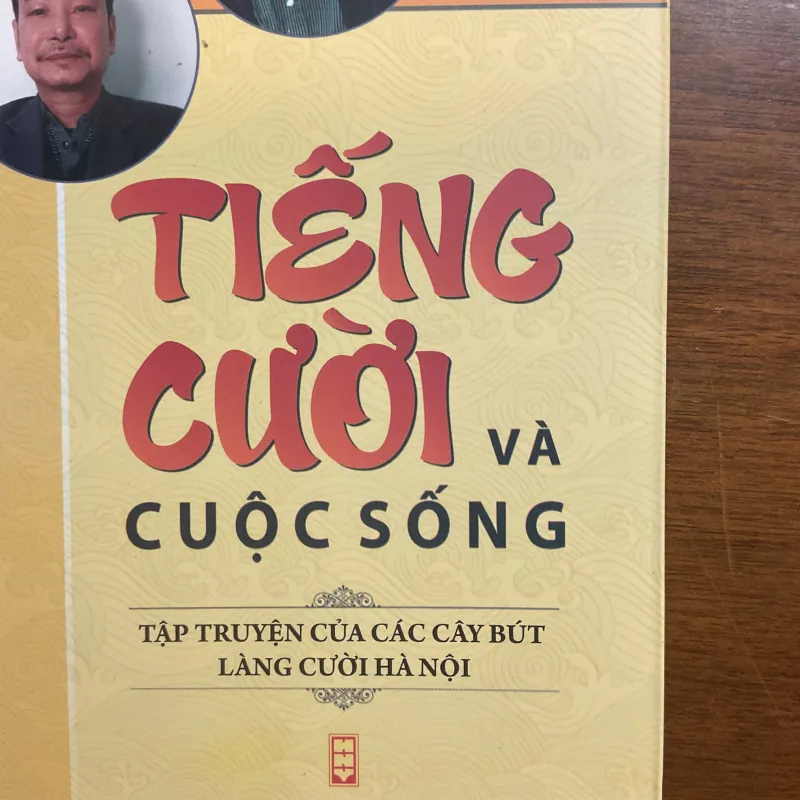 TIẾNG
CƯỜI VÀ
CUỘC SỐNG
TẬP TRUYỆN CỦA CÁC CÂY BÚT
LÀNG CƯỜI HÀ NỘI